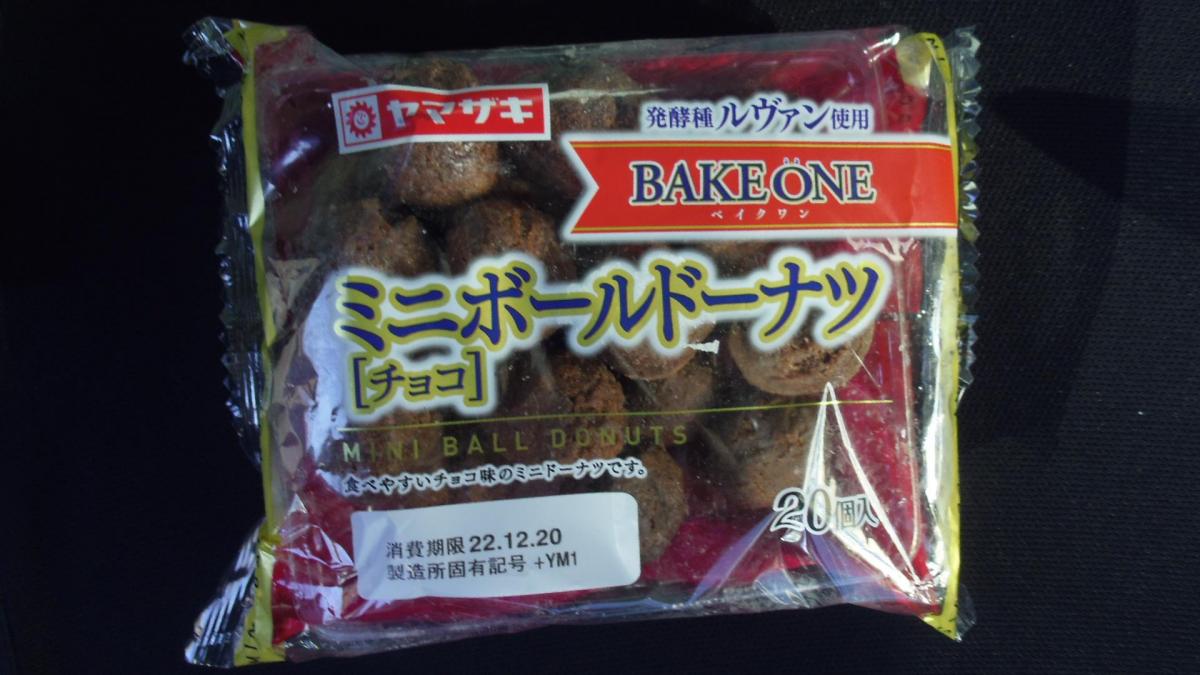 ヤマザキ
発酵種ルヴァン使用
BAKE ÖNE
ベイクワン
ミニボールドーナツ
[チョコ]
MINI BALL DONUTS
食べやすいチョコ味のミニドーナツです。
20個入
消費期限 22.12.20
製造所固有記号 +YM1